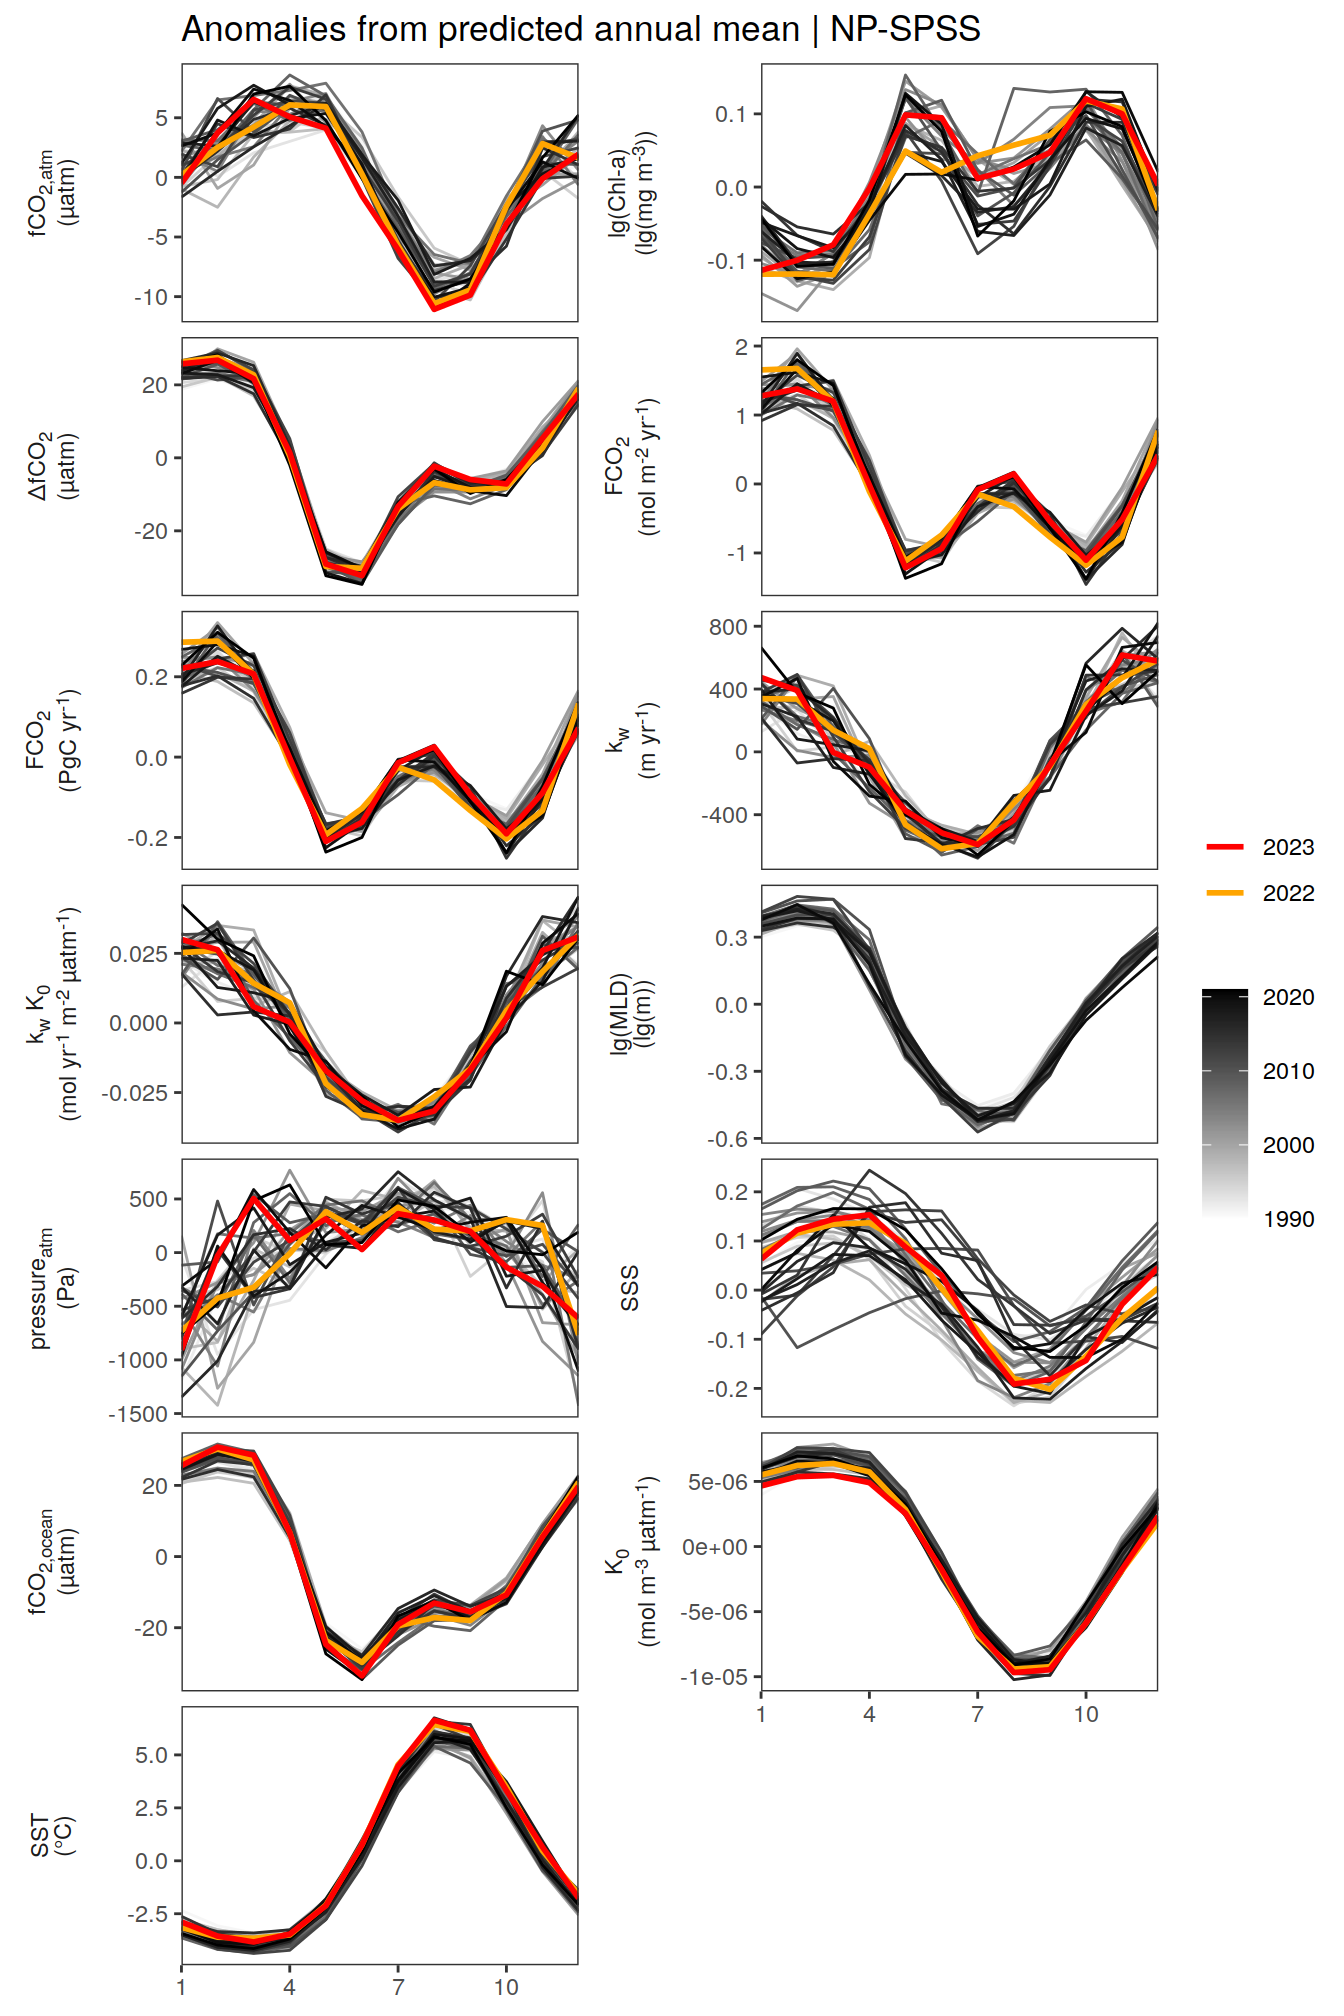 Anomalies from predicted annual mean | NP-SPSS
fCO2,atm
(µatm)
5
0
-5
-10
lg(Chl-a)
(lg(mg m-3))
0.1
0.0
-0.1
ΔfCO2
(µatm)
20
0
-20
FCO2
(mol m-2 yr-1)
2
1
0
-1
FCO2
(PgC yr-1)
0.2
0.0
-0.2
kw
(m yr-1)
800
400
0
-400
kw K0
(mol yr-1 m-2 µatm-1)
0.025
0.000
-0.025
lg(MLD)
(lg(m))
0.3
0.0
-0.3
-0.6
pressureatm
(Pa)
500
0
-500
-1000
-1500
SSS
0.2
0.1
0.0
-0.1
-0.2
fCO2,ocean
(µatm)
20
0
-20
K0
(mol m-3 µatm-1)
5e-06
0e+00
-5e-06
-1e-05
1 4 7 10
SST
(°C)
5.0
2.5
0.0
-2.5
1 4 7 10
2023
2022
2020
2010
2000
1990